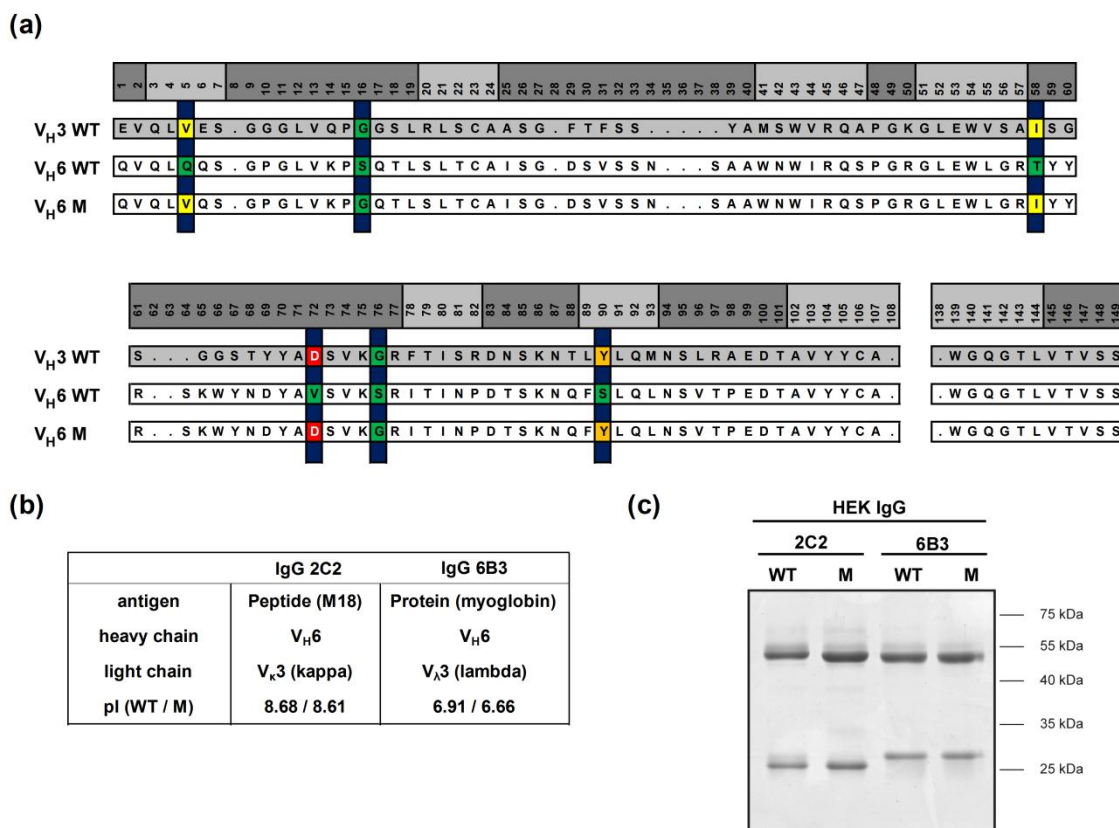 (a)
1 2 3 4 5 6 7 8 9 10 11 12 13 14 15 16 17 18 19 20 21 22 23 24 25 26 27 28 29 30 31 32 33 34 35 36 37 38 39 40 41 42 43 44 45 46 47 48 49 50 51 52 53 54 55 56 57 58 59 60
VH3 WT E V Q L V E S . G G G L V Q P G G S L R L S C A A S G . F T F S S . . . . . Y A M S W V R Q A P G K G L E W V S A I S G
VH6 WT Q V Q L Q Q S . G P G L V K P S Q T L S L T C A I S G . D S V S S N . . . S A A W N W I R Q S P G R G L E W L G R T Y Y
VH6 M Q V Q L V Q S . G P G L V K P G Q T L S L T C A I S G . D S V S S N . . . S A A W N W I R Q S P G R G L E W L G R I Y Y
61 62 63 64 65 66 67 68 69 70 71 72 73 74 75 76 77 78 79 80 81 82 83 84 85 86 87 88 89 90 91 92 93 94 95 96 97 98 99 100 101 102 103 104 105 106 107 108 138 139 140 141 142 143 144 145 146 147 148 149
VH3 WT S . . . G G S T Y Y A D S V K G R F T I S R D N S K N T L Y L Q M N S L R A E D T A V Y Y C A . . W G Q G T L V T V S S
VH6 WT R . . S K W Y N D Y A V S V K S R I T I N P D T S K N Q F S L Q L N S V T P E D T A V Y Y C A . . W G Q G T L V T V S S
VH6 M R . . S K W Y N D Y A D S V K G R I T I N P D T S K N Q F Y L Q L N S V T P E D T A V Y Y C A . . W G Q G T L V T V S S
(b)
IgG 2C2 IgG 6B3
antigen Peptide (M18) Protein (myoglobin)
heavy chain VH6 VH6
light chain Vκ3 (kappa) Vλ3 (lambda)
pI (WT / M) 8.68 / 8.61 6.91 / 6.66
(c)
HEK IgG
2C2 6B3
WT M WT M
75 kDa
55 kDa
40 kDa
35 kDa
25 kDa